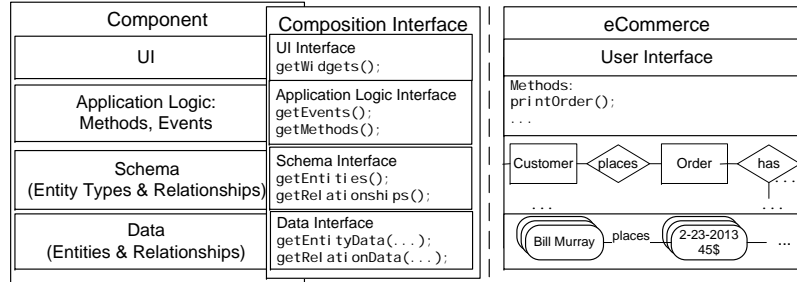 Component
UI
Application Logic:
Methods, Events
Schema
(Entity Types & Relationships)
Data
(Entities & Relationships)
Composition Interface
UI Interface
getWidgets();
Application Logic Interface
getEvents();
getMethods();
Schema Interface
getEntities();
getRelationships();
Data Interface
getEntityData(...);
getRelationData(...);
eCommerce
User Interface
Methods:
printOrder();
...
Customer places Order has
...
... ...
Bill Murray places 2-23-2013 ...
45$